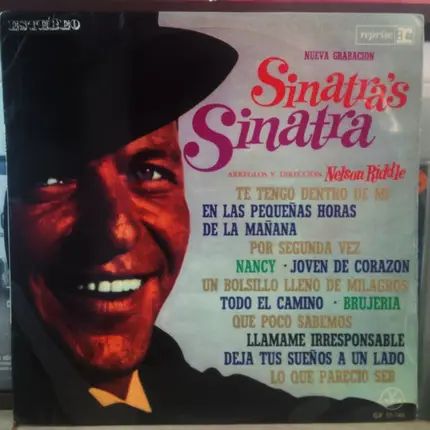 ESTÉREO
reprise
NUEVA GRABACION
Sinatra's
Sinatra
ARREGLOS Y DIRECCION Nelson Riddle
TE TENGO DENTRO DE MI
EN LAS PEQUEÑAS HORAS
DE LA MAÑANA
POR SEGUNDA VEZ
NANCY · JOVEN DE CORAZON
UN BOLSILLO LLENO DE MILAGROS
TODO EL CAMINO · BRUJERIA
QUE POCO SABEMOS
LLAMAME IRRESPONSABLE
DEJA TUS SUEÑOS A UN LADO
LO QUE PARECIO SER